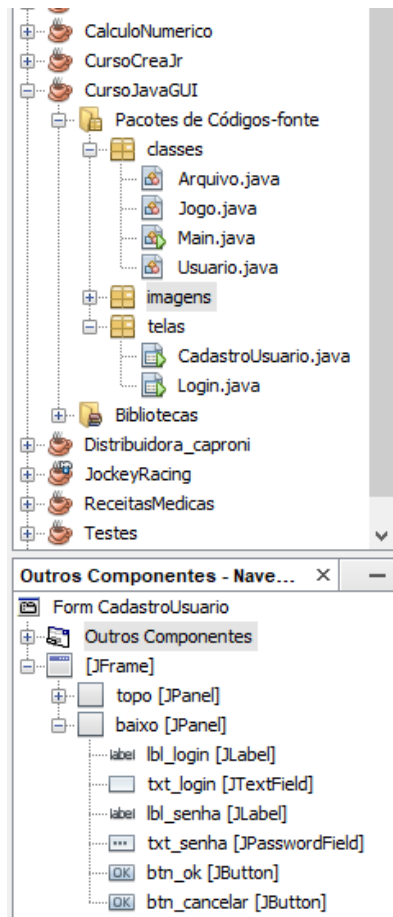 CalculoNumerico
CursoCreaJr
CursoJavaGUI
Pacotes de Códigos-fonte
classes
Arquivo.java
Jogo.java
Main.java
Usuario.java
imagens
telas
CadastroUsuario.java
Login.java
Bibliotecas
Distribuidora_caproni
JockeyRacing
ReceitasMedicas
Testes
Outros Componentes - Nave...
Form CadastroUsuario
Outros Componentes
[JFrame]
topo [JPanel]
baixo [JPanel]
label lbl_login [JLabel]
txt_login [JTextField]
label lbl_senha [JLabel]
txt_senha [JPasswordField]
OK btn_ok [JButton]
OK btn_cancelar [JButton]